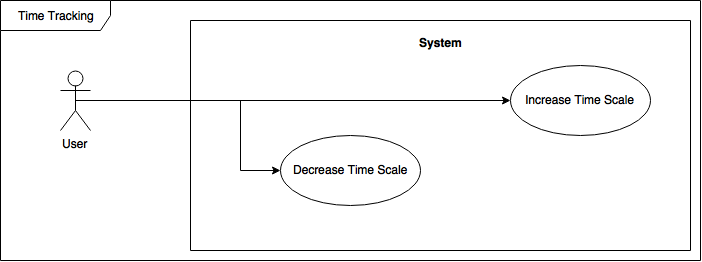 Time Tracking
System
Increase Time Scale
User
Decrease Time Scale